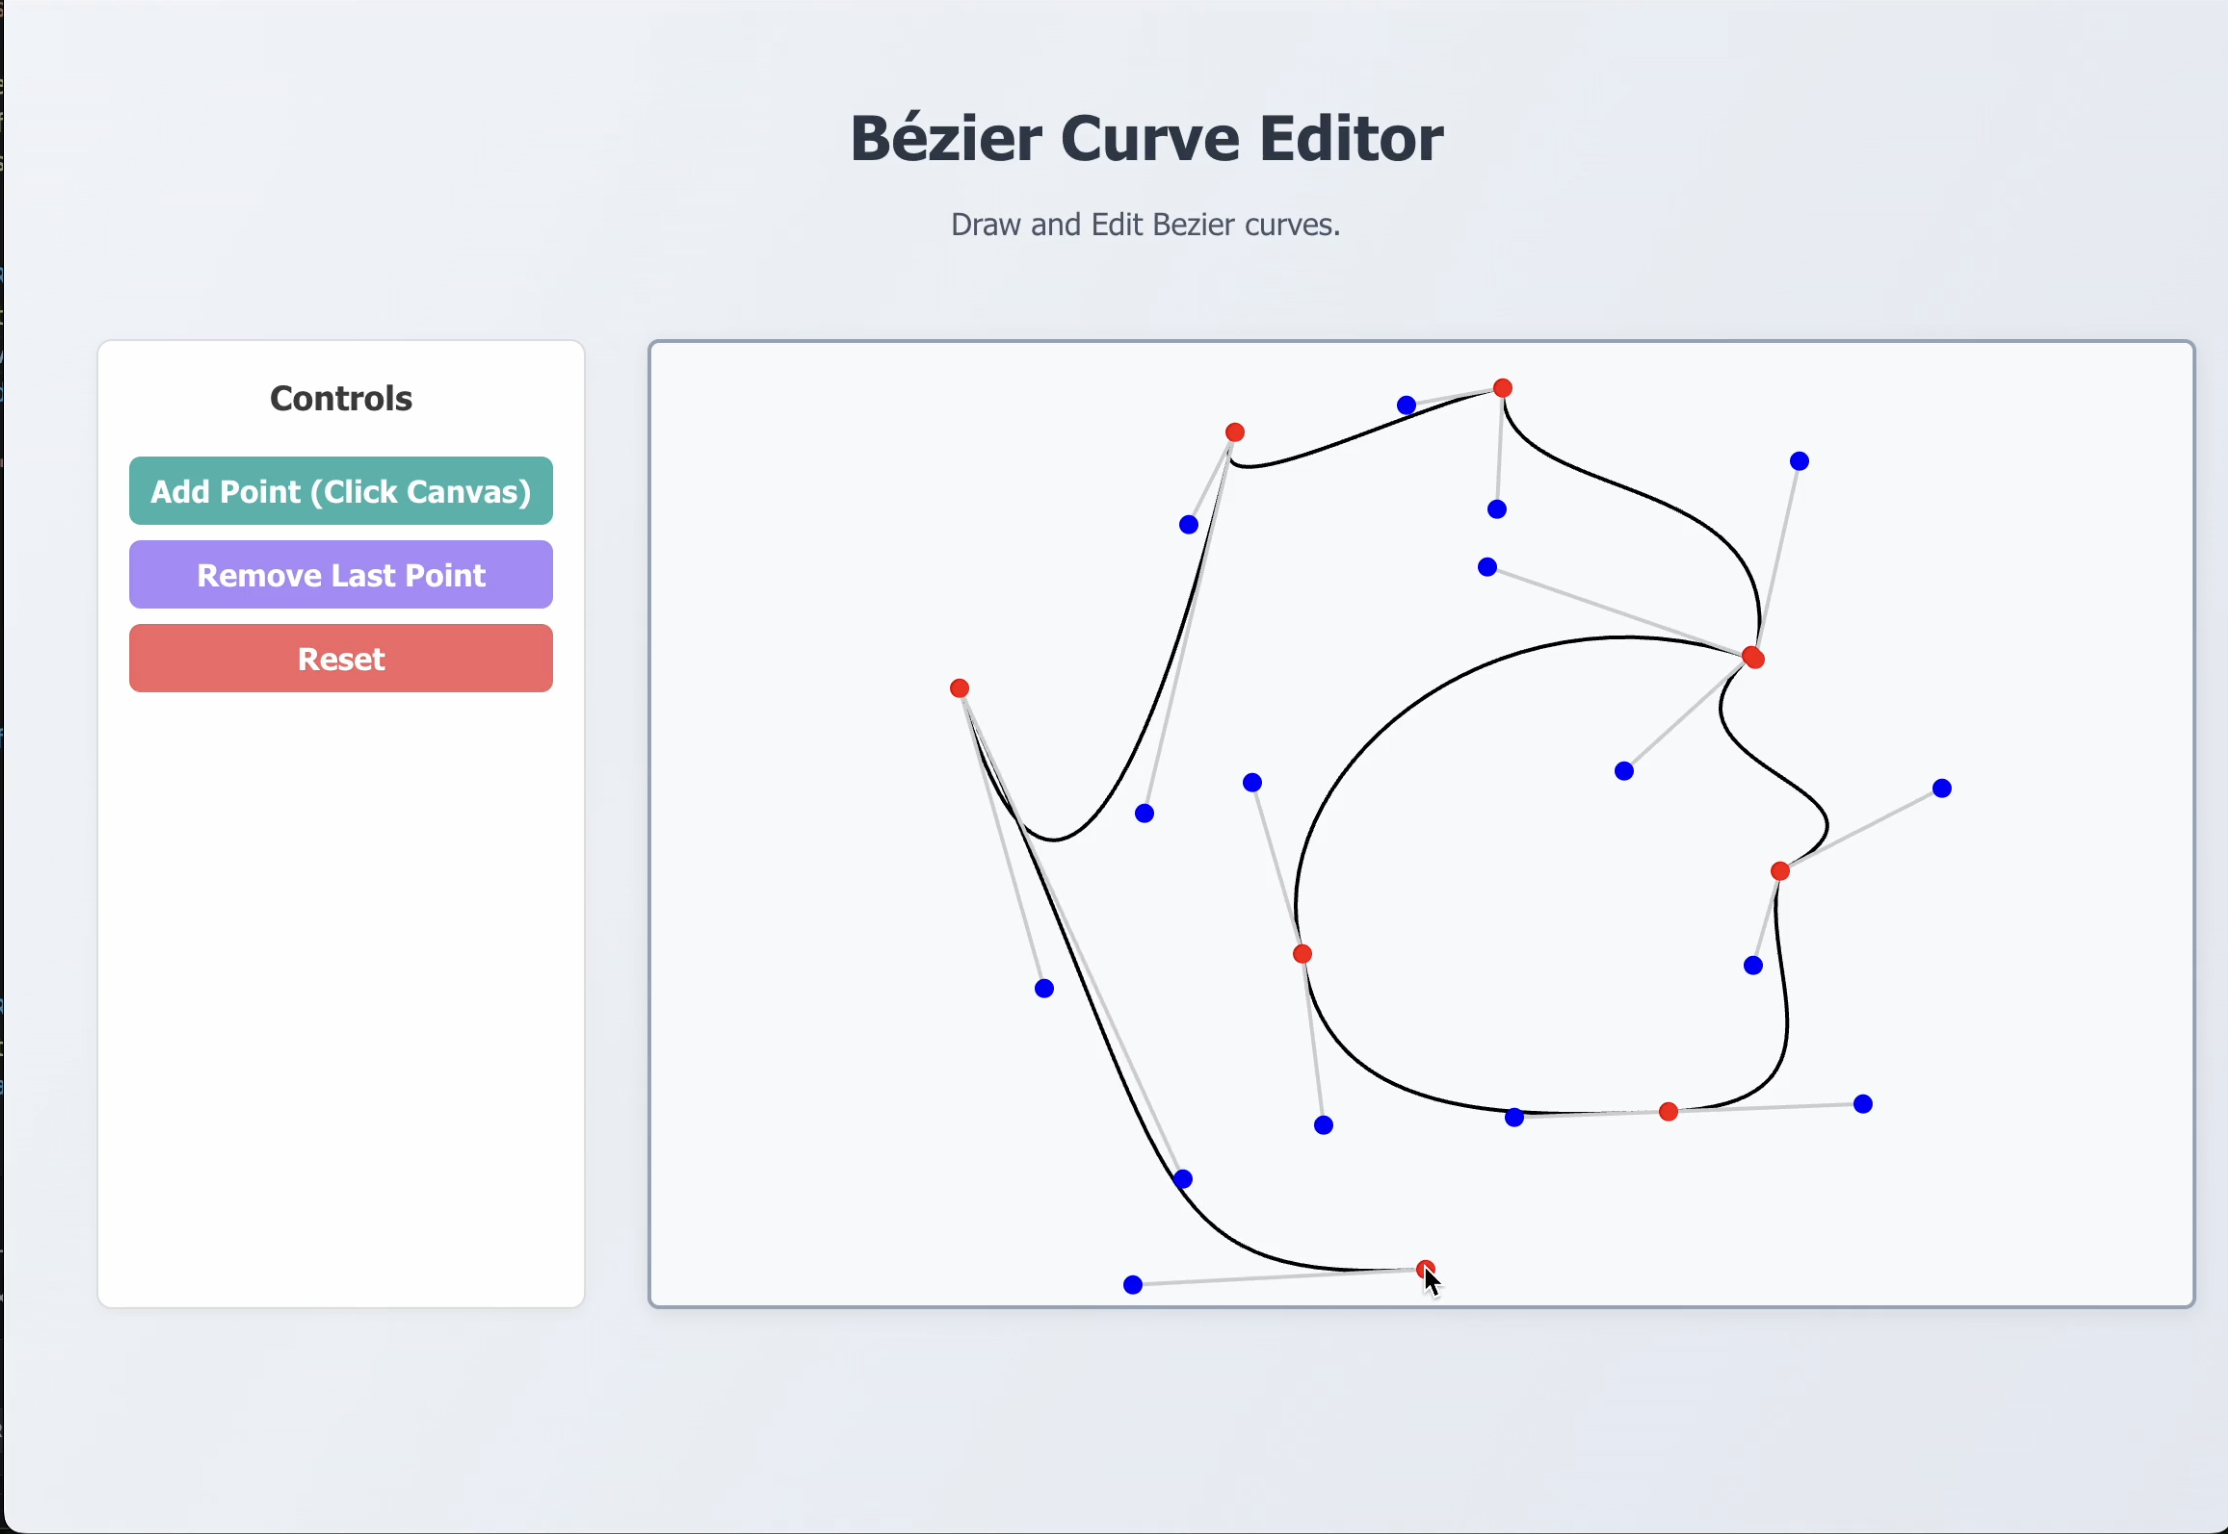 Bézier Curve Editor
Draw and Edit Bezier curves.
Controls
Add Point (Click Canvas)
Remove Last Point
Reset